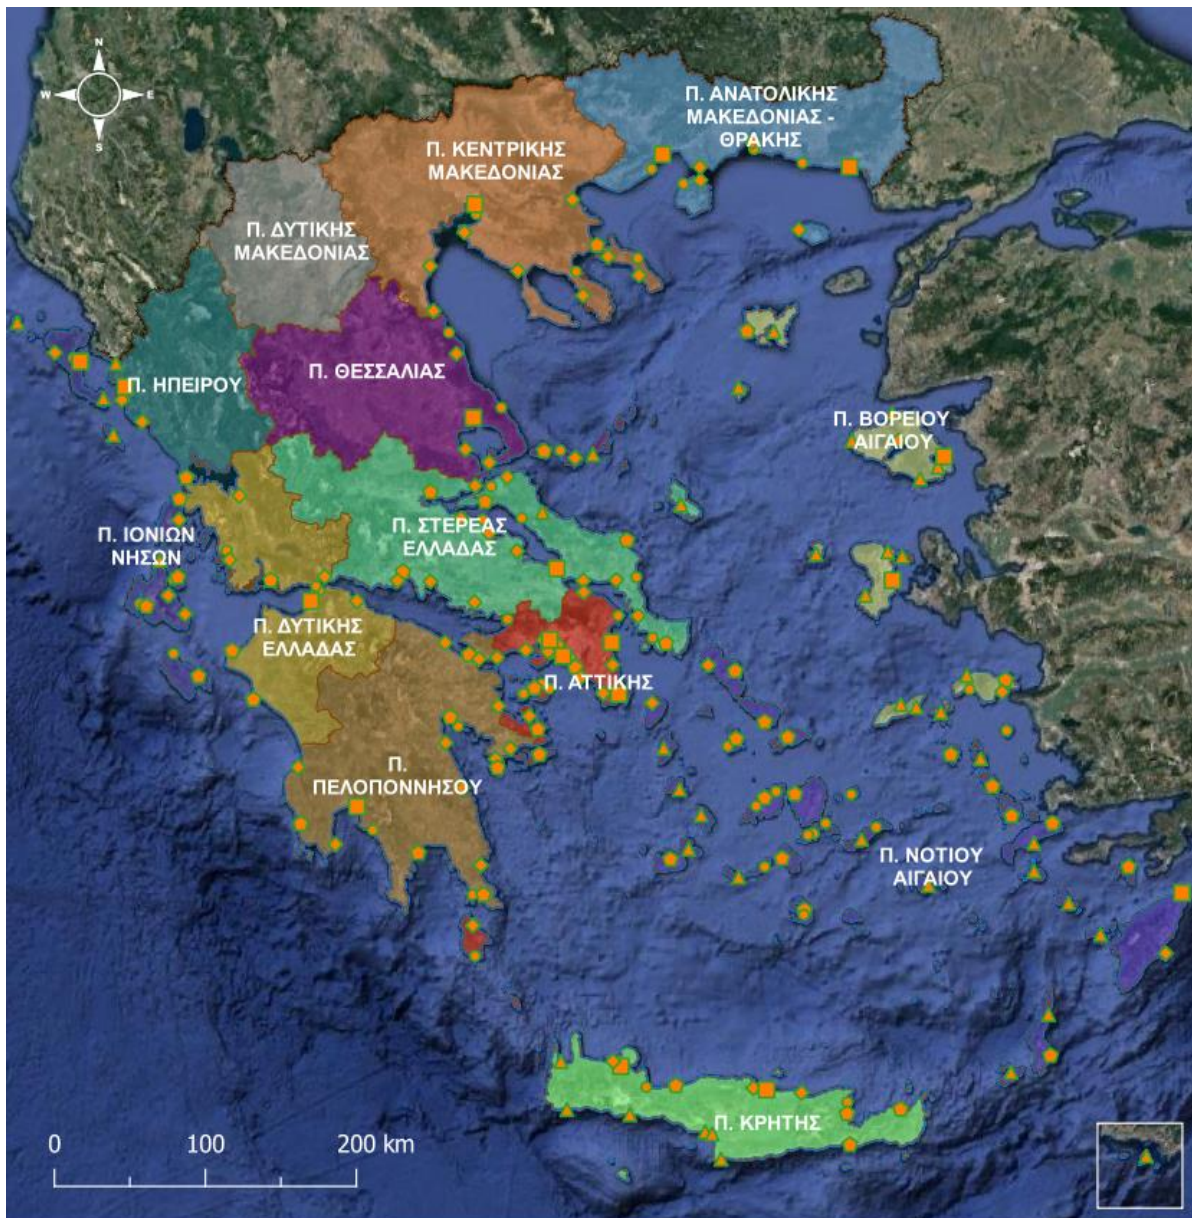 N
W E
S
Π. ΑΝΑΤΟΛΙΚΗΣ
ΜΑΚΕΔΟΝΙΑΣ -
ΘΡΑΚΗΣ
Π. ΚΕΝΤΡΙΚΗΣ
ΜΑΚΕΔΟΝΙΑΣ
Π. ΔΥΤΙΚΗΣ
ΜΑΚΕΔΟΝΙΑΣ
Π. ΗΠΕΙΡΟΥ
Π. ΘΕΣΣΑΛΙΑΣ
Π. ΒΟΡΕΙΟΥ
ΑΙΓΑΙΟΥ
Π. ΙΟΝΙΩΝ
ΝΗΣΩΝ
Π. ΣΤΕΡΕΑΣ
ΕΛΛΑΔΑΣ
Π. ΔΥΤΙΚΗΣ
ΕΛΛΑΔΑΣ
Π. ΑΤΤΙΚΗΣ
Π.
ΠΕΛΟΠΟΝΝΗΣΟΥ
Π. ΝΟΤΙΟΥ
ΑΙΓΑΙΟΥ
Π. ΚΡΗΤΗΣ
0 100 200 km